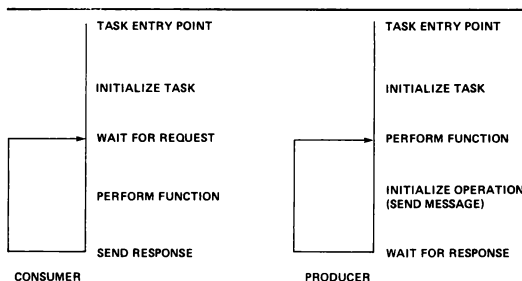 TASK ENTRY POINT
INITIALIZE TASK
WAIT FOR REQUEST
PERFORM FUNCTION
SEND RESPONSE
CONSUMER
TASK ENTRY POINT
INITIALIZE TASK
PERFORM FUNCTION
INITIALIZE OPERATION
(SEND MESSAGE)
WAIT FOR RESPONSE
PRODUCER